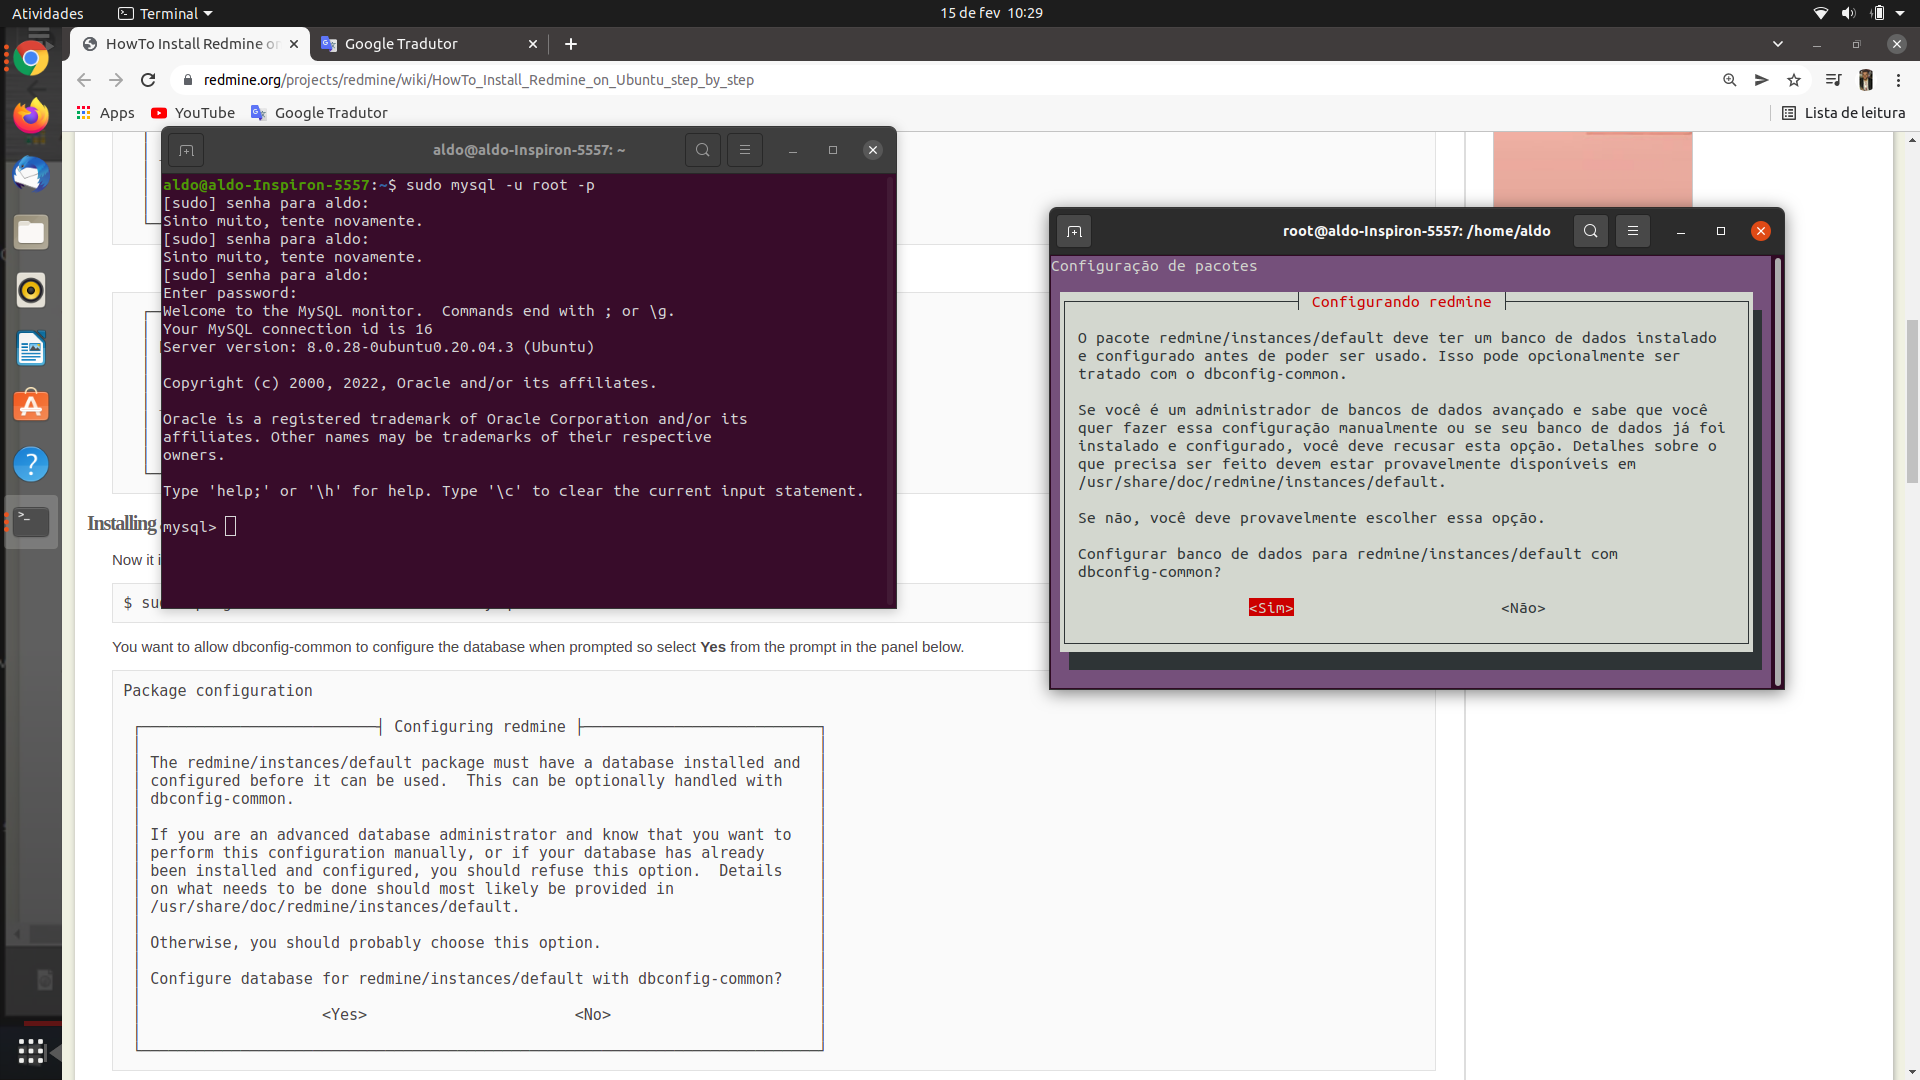 Atividades
Terminal
15 de fev 10:29
HowTo Install Redmine or
Google Tradutor
redmine.org/projects/redmine/wiki/HowTo_Install_Redmine_on_Ubuntu_step_by_step
Apps
YouTube
Google Tradutor
Lista de leitura
aldo@aldo-Inspiron-5557: ~
aldo@aldo-Inspiron-5557:~$ sudo mysql -u root -p
[sudo] senha para aldo:
Sinto muito, tente novamente.
[sudo] senha para aldo:
Sinto muito, tente novamente.
[sudo] senha para aldo:
Enter password:
Welcome to the MySQL monitor.  Commands end with ; or \g.
Your MySQL connection id is 16
Server version: 8.0.28-0ubuntu0.20.04.3 (Ubuntu)
Copyright (c) 2000, 2022, Oracle and/or its affiliates.
Oracle is a registered trademark of Oracle Corporation and/or its
affiliates. Other names may be trademarks of their respective
owners.
Type 'help;' or '\h' for help. Type '\c' to clear the current input statement.
mysql>
root@aldo-Inspiron-5557: /home/aldo
Configuração de pacotes
Configurando redmine
O pacote redmine/instances/default deve ter um banco de dados instalado
e configurado antes de poder ser usado. Isso pode opcionalmente ser
tratado com o dbconfig-common.
Se você é um administrador de bancos de dados avançado e sabe que você
quer fazer essa configuração manualmente ou se seu banco de dados já foi
instalado e configurado, você deve recusar esta opção. Detalhes sobre o
que precisa ser feito devem estar provavelmente disponíveis em
/usr/share/doc/redmine/instances/default.
Se não, você deve provavelmente escolher essa opção.
Configurar banco de dados para redmine/instances/default com
dbconfig-common?
<Sim> <Não>
Installing
Now it i
$ su
You want to allow dbconfig-common to configure the database when prompted so select Yes from the prompt in the panel below.
Package configuration
Configuring redmine
The redmine/instances/default package must have a database installed and
configured before it can be used.  This can be optionally handled with
dbconfig-common.
If you are an advanced database administrator and know that you want to
perform this configuration manually, or if your database has already
been installed and configured, you should refuse this option.  Details
on what needs to be done should most likely be provided in
/usr/share/doc/redmine/instances/default.
Otherwise, you should probably choose this option.
Configure database for redmine/instances/default with dbconfig-common?
<Yes> <No>